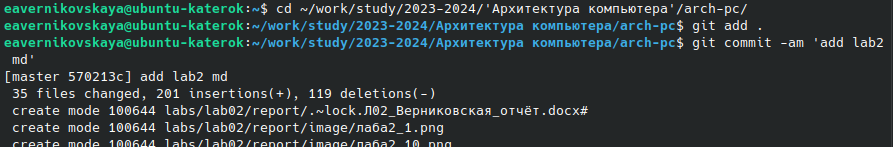 eavernikovskaya@ubuntu-katerok:~$ cd ~/work/study/2023-2024/'Архитектура компьютера'/arch-pc/
eavernikovskaya@ubuntu-katerok:~/work/study/2023-2024/Архитектура компьютера/arch-pc$ git add .
eavernikovskaya@ubuntu-katerok:~/work/study/2023-2024/Архитектура компьютера/arch-pc$ git commit -am 'add lab2
 md'
[master 570213c] add lab2 md
 35 files changed, 201 insertions(+), 119 deletions(-)
 create mode 100644 labs/lab02/report/.~lock.Л02_Верниковская_отчёт.docx#
 create mode 100644 labs/lab02/report/image/лаба2_1.png
 create mode 100644 labs/lab02/report/image/лаба2_10.png